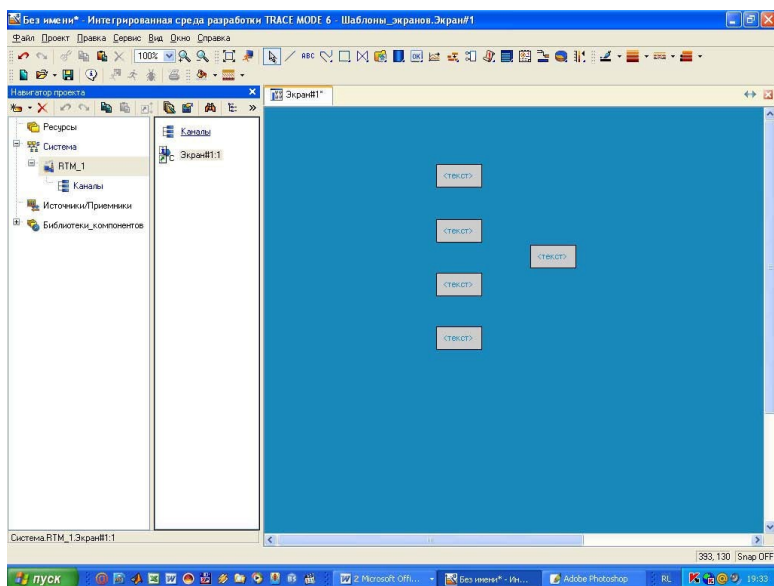 Без имени* - Интегрированная среда разработки TRACE MODE 6 - Шаблоны_экранов.Экран#1
Файл Проект Правка Сервис Вид Окно Справка
100%
ABC
OK
Навигатор проекта
Экран#1*
Ресурсы
Система
RTM_1
Каналы
Источники/Приемники
Библиотеки_компонентов
Каналы
Экран#1:1
<текст>
<текст>
<текст>
<текст>
<текст>
Система.RTM_1.Экран#1:1
393, 130 Snap OFF
пуск
2 Microsoft Offi...
Без имени* - Ин...
Adobe Photoshop
RL
19:33